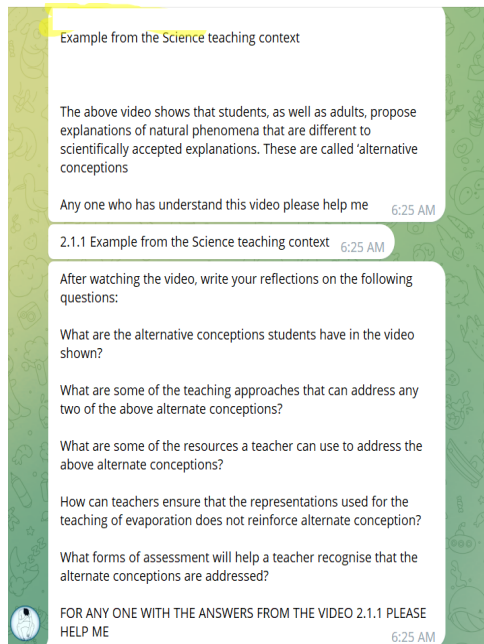 Example from the Science teaching context
The above video shows that students, as well as adults, propose
explanations of natural phenomena that are different to
scientifically accepted explanations. These are called ‘alternative
conceptions
Any one who has understand this video please help me
6:25 AM
2.1.1 Example from the Science teaching context 6:25 AM
After watching the video, write your reflections on the following
questions:
What are the alternative conceptions students have in the video
shown?
What are some of the teaching approaches that can address any
two of the above alternate conceptions?
What are some of the resources a teacher can use to address the
above alternate conceptions?
How can teachers ensure that the representations used for the
teaching of evaporation does not reinforce alternate conception?
What forms of assessment will help a teacher recognise that the
alternate conceptions are addressed?
FOR ANY ONE WITH THE ANSWERS FROM THE VIDEO 2.1.1 PLEASE
HELP ME
6:25 AM